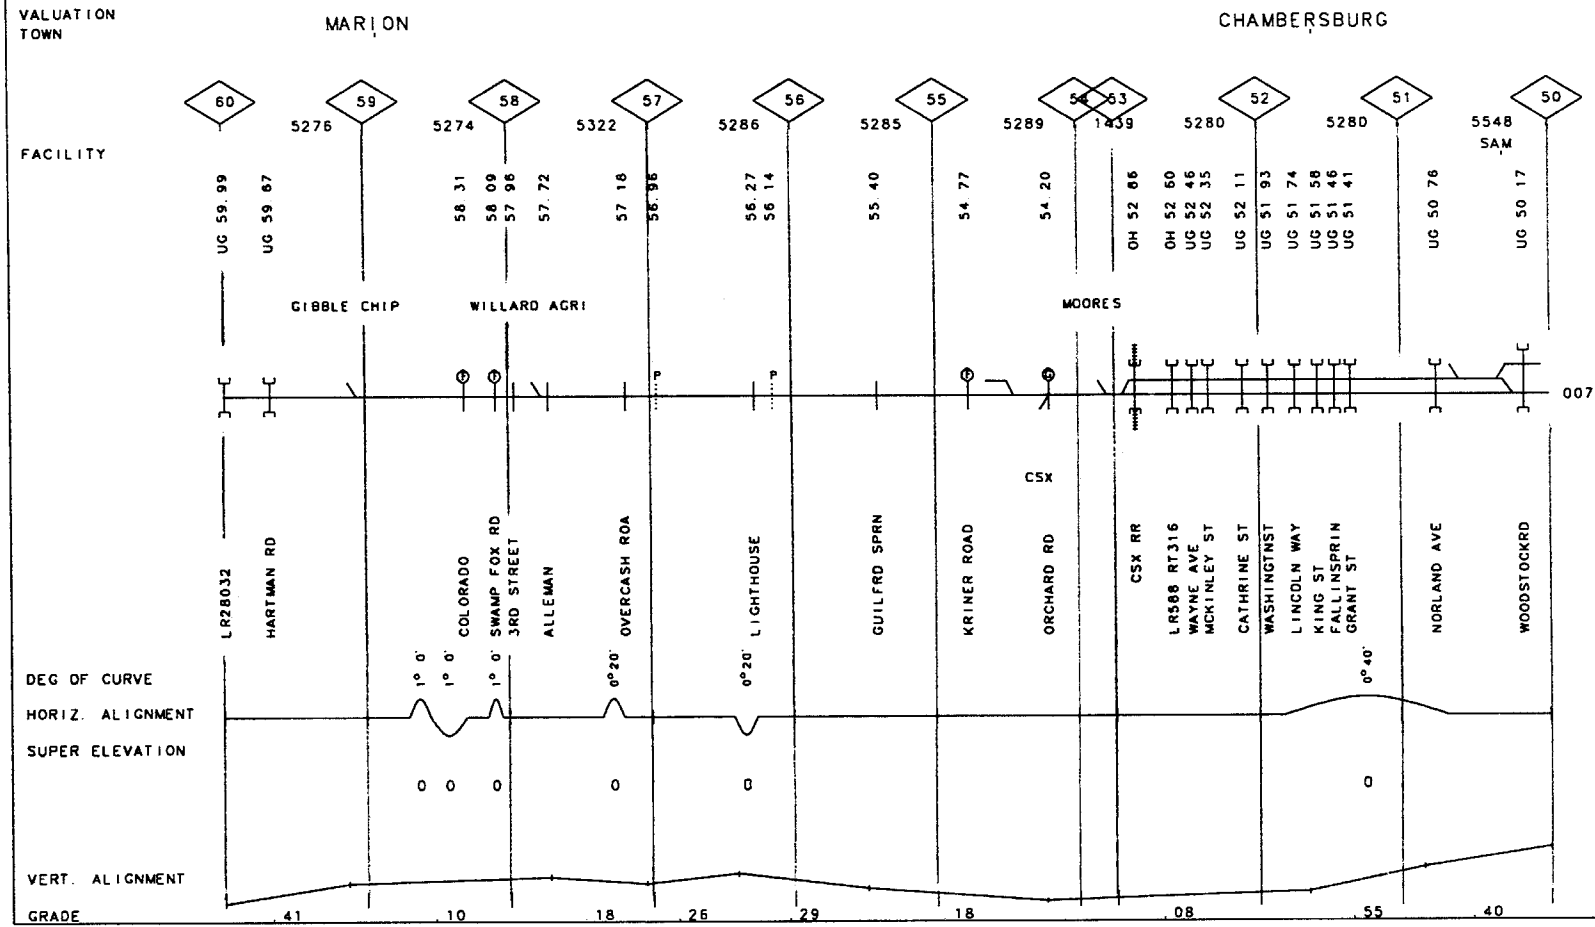 VALUATION
TOWN
MARION
CHAMBERSBURG
60 59 58 57 56 55 54 53 52 51 50
5276 5274 5322 5286 5285 5289 1439 5280 5280 5548
FACILITY
SAM
UG 59.99
UG 59 67
58 31
58 09
57 98
57.72
57 18
56.96
56.27
56 14
55.40
54.77
54.20
OH 52 86
OH 52 60
UG 52 46
UG 52 35
UG 52 11
UG 51 93
UG 51 74
UG 51 58
UG 51 46
UG 51 41
UG 50 76
UG 50 17
GIBBLE CHIP
WILLARD AGRI
MOORES
P
P
007
CSX
LR28032
HARTMAN RD
COLORADO
SWAMP FOX RD
3RD STREET
ALLEMAN
OVERCASH ROA
LIGHTHOUSE
GUILFRD SPRN
KRINER ROAD
ORCHARD RD
CSX RR
LR588 RT316
WAYNE AVE
MCKINLEY ST
CATHRINE ST
WASHINGTNST
LINCOLN WAY
KING ST
FALLINSPRIN
GRANT ST
NORLAND AVE
WOODSTOCKRD
DEG OF CURVE
1° 0' 1° 0' 1° 0' 0°20' 0°20' 0°40'
HORIZ. ALIGNMENT
SUPER ELEVATION
0 0 0 0 0 0
VERT. ALIGNMENT
GRADE .41 .10 .18 .26 .29 .18 .08 .55 .40